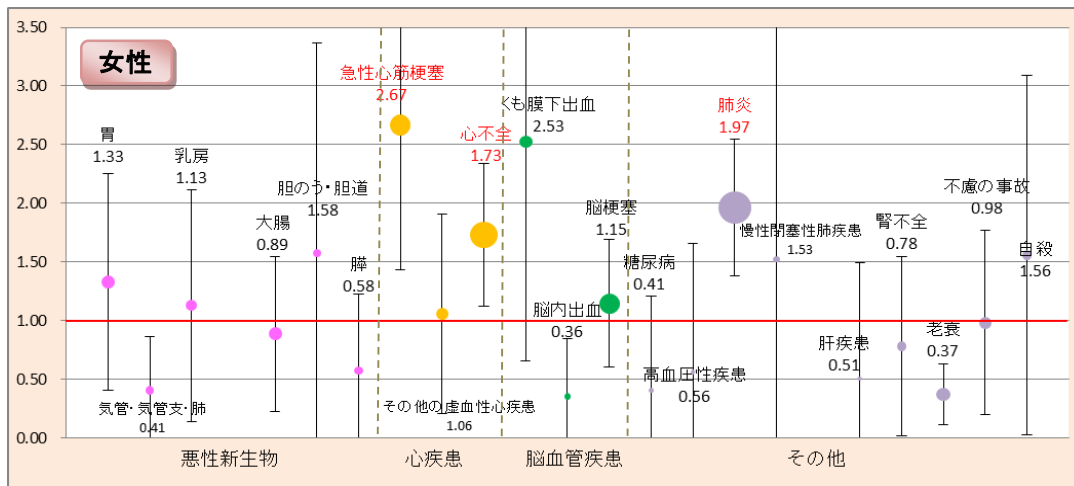 女性
3.50
3.00
2.50
2.00
1.50
1.00
0.50
0.00
胃
1.33
気管・気管支・肺
0.41
乳房
1.13
大腸
0.89
胆のう・胆道
1.58
膵
0.58
急性心筋梗塞
2.67
その他の虚血性心疾患
1.06
心不全
1.73
くも膜下出血
2.53
脳内出血
0.36
脳梗塞
1.15
糖尿病
0.41
高血圧性疾患
0.56
肺炎
1.97
慢性閉塞性肺疾患
1.53
肝疾患
0.51
腎不全
0.78
老衰
0.37
不慮の事故
0.98
自殺
1.56
悪性新生物
心疾患
脳血管疾患
その他